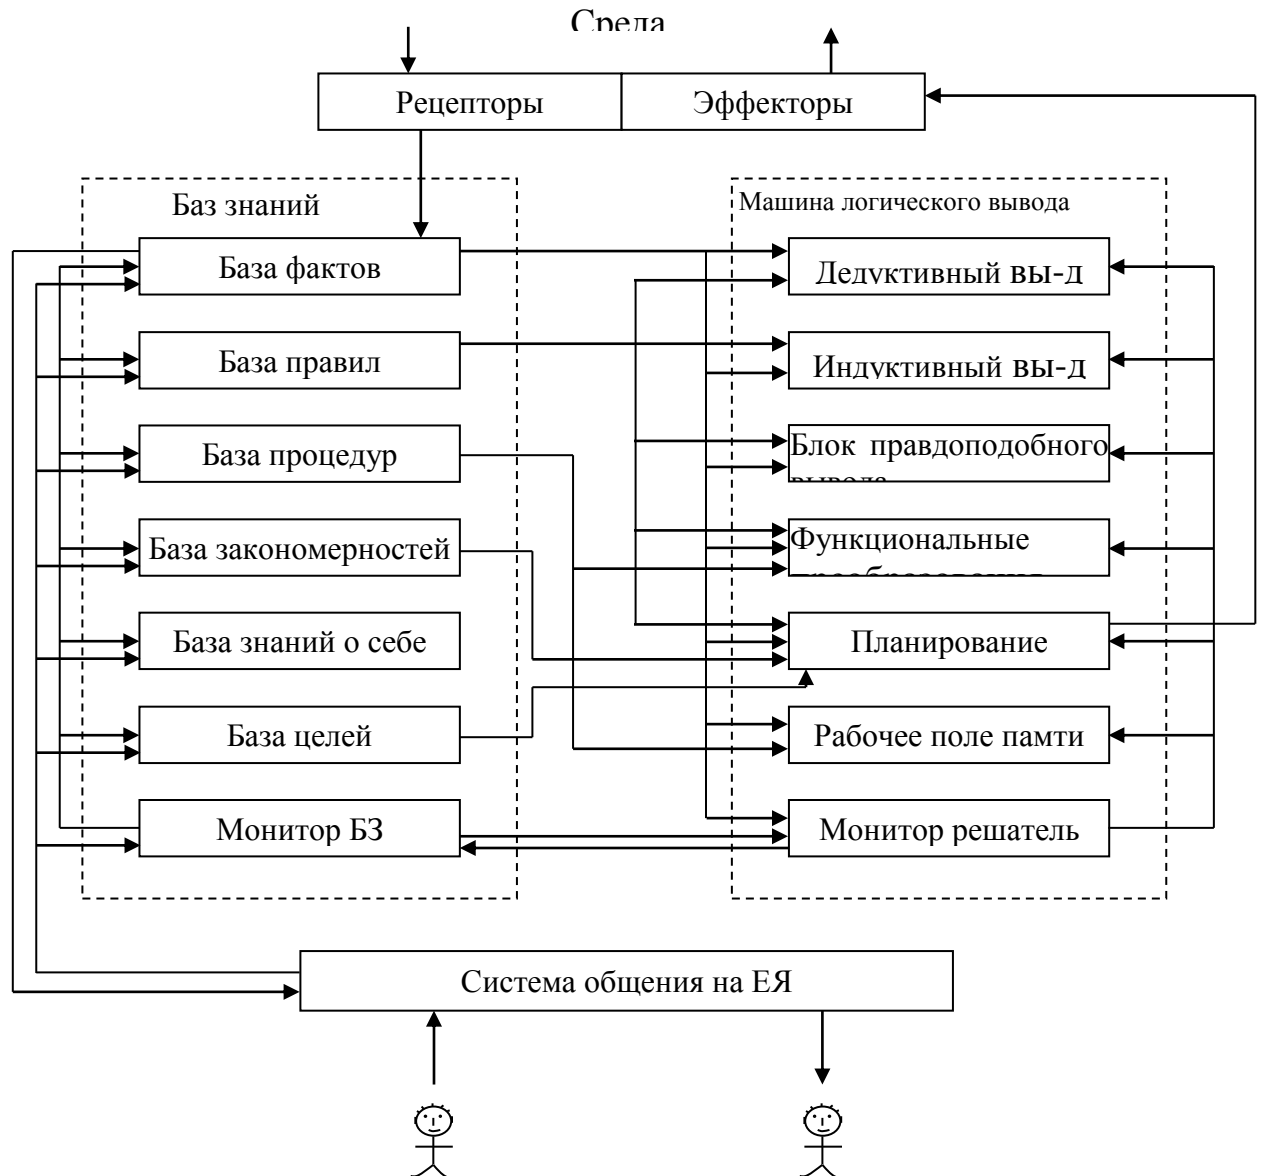 Среда
Рецепторы
Эффекторы
Баз знаний
База фактов
База правил
База процедур
База закономерностей
База знаний о себе
База целей
Монитор БЗ
Машина логического вывода
Дедуктивный вы-д
Индуктивный вы-д
Блок правдоподобного
вывода
Функциональные
преобразования
Планирование
Рабочее поле памти
Монитор решатель
Система общения на ЕЯ